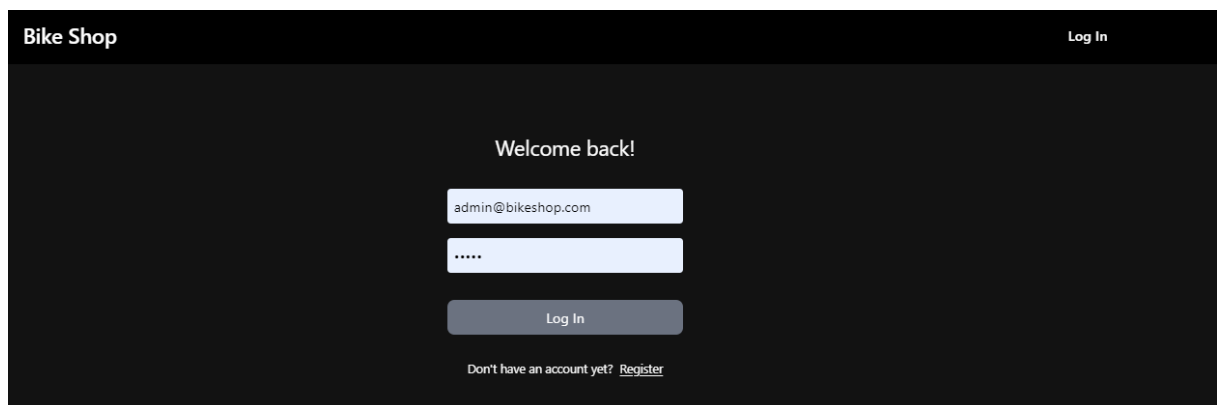 Bike Shop
Log In
Welcome back!
admin@bikeshop.com
•••••
Log In
Don't have an account yet? Register